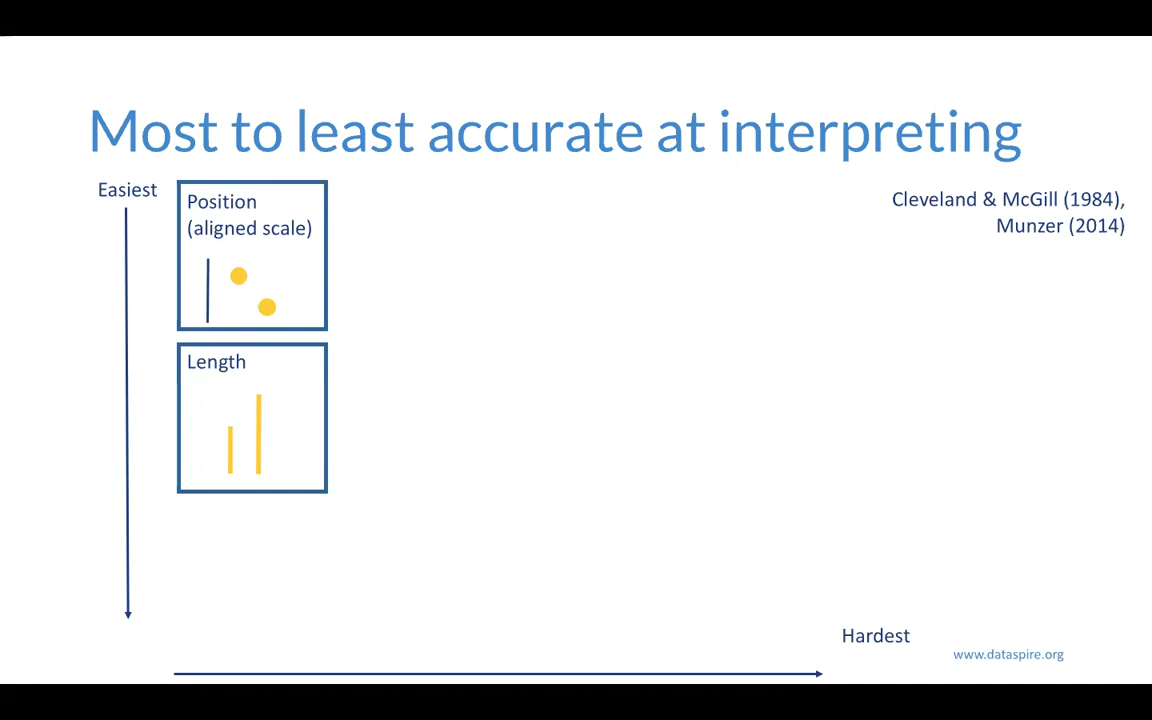 Most to least accurate at interpreting
Easiest
Position
(aligned scale)
Cleveland & McGill (1984),
Munzer (2014)
Length
Hardest
www.dataspire.org